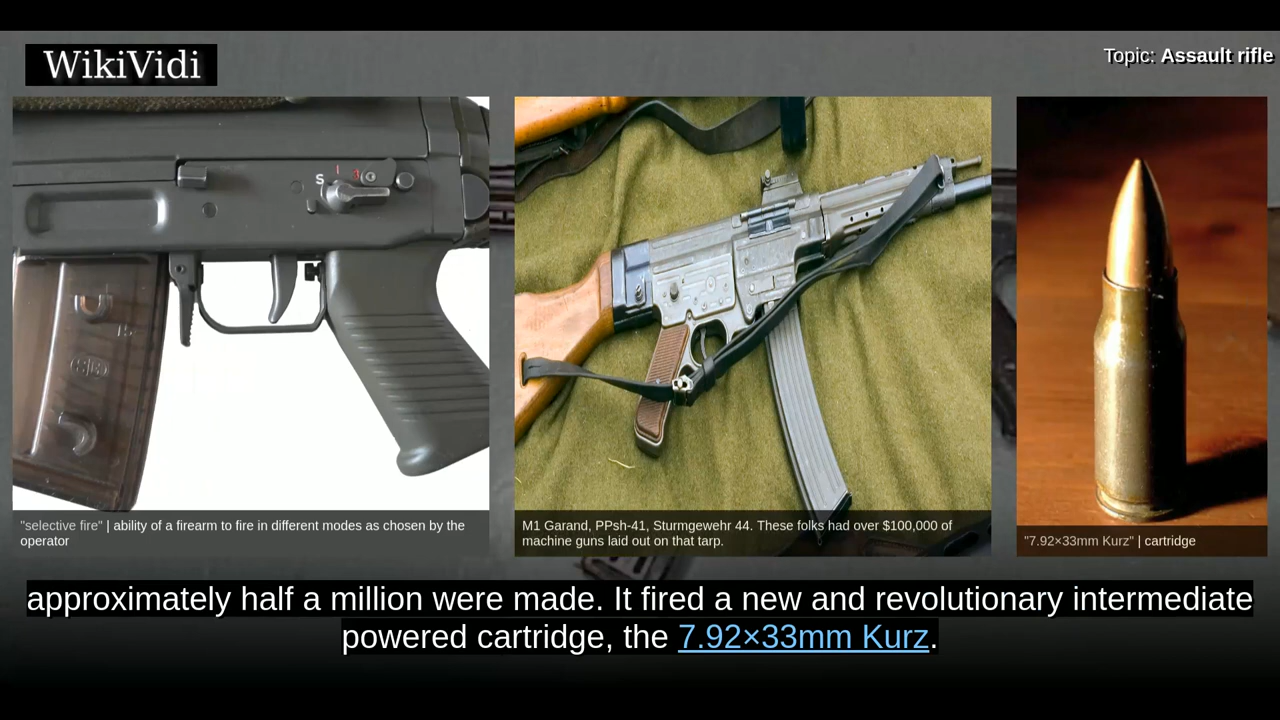 WikiVidi
Topic: Assault rifle
S
"selective fire" | ability of a firearm to fire in different modes as chosen by the
operator
M1 Garand, PPsh-41, Sturmgewehr 44. These folks had over $100,000 of
machine guns laid out on that tarp.
"7.92×33mm Kurz" | cartridge
approximately half a million were made. It fired a new and revolutionary intermediate
powered cartridge, the 7.92×33mm Kurz.